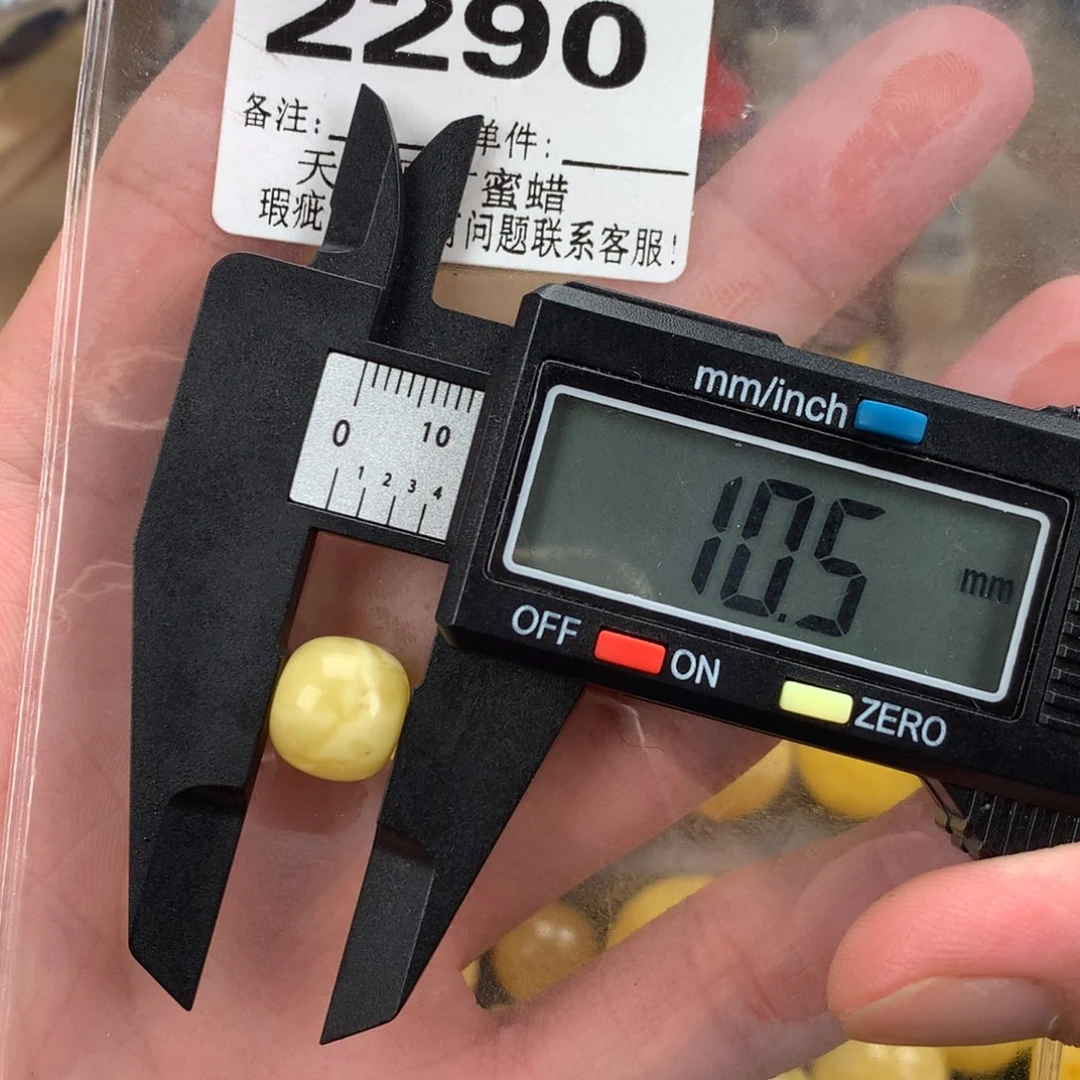 2290
备注: 单件:
天 蜜蜡
瑕疵 问题联系客服!
mm/inch
0 10
1 2 3 4
10.5 mm
OFF ON
ZERO